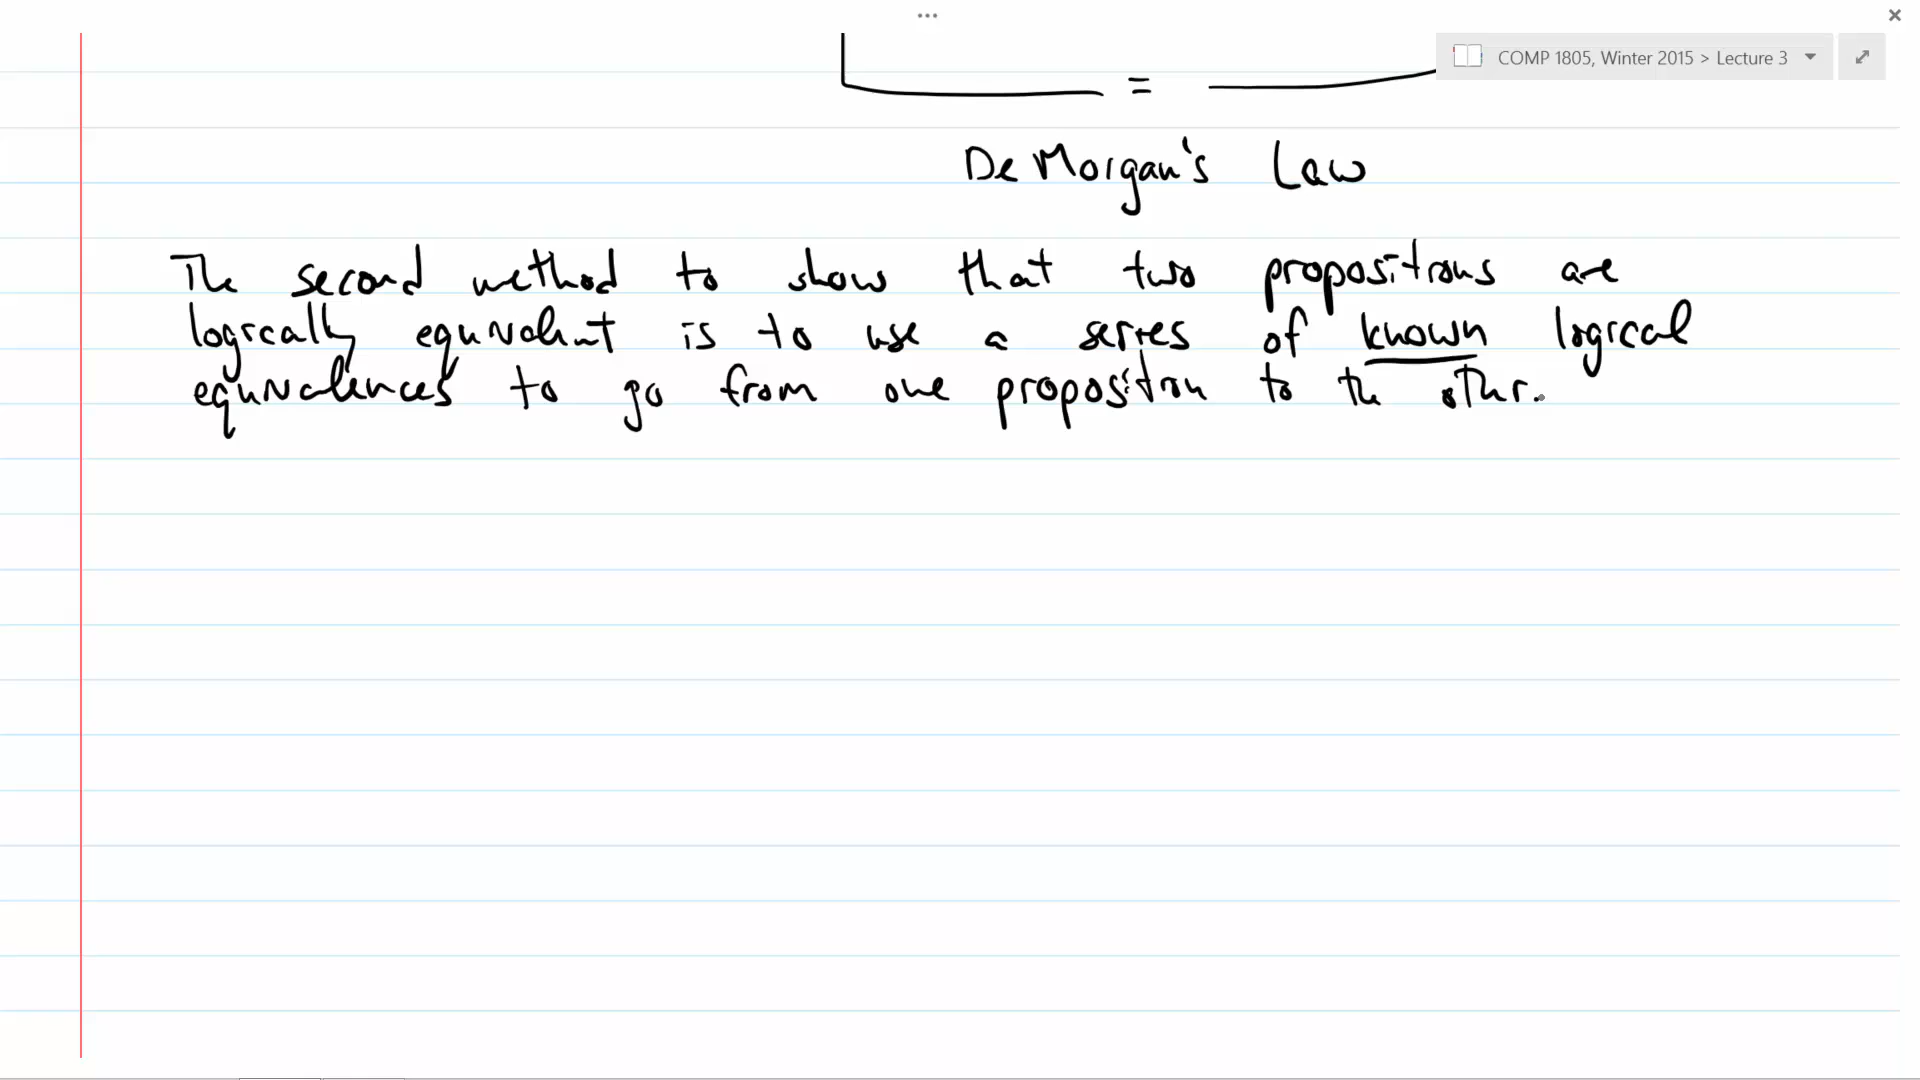 ...
COMP 1805, Winter 2015 > Lecture 3
=
De Morgan's Law
The second method to show that two propositions are
logically equivalent is to use a series of known logical
equivalences to go from one proposition to the other.